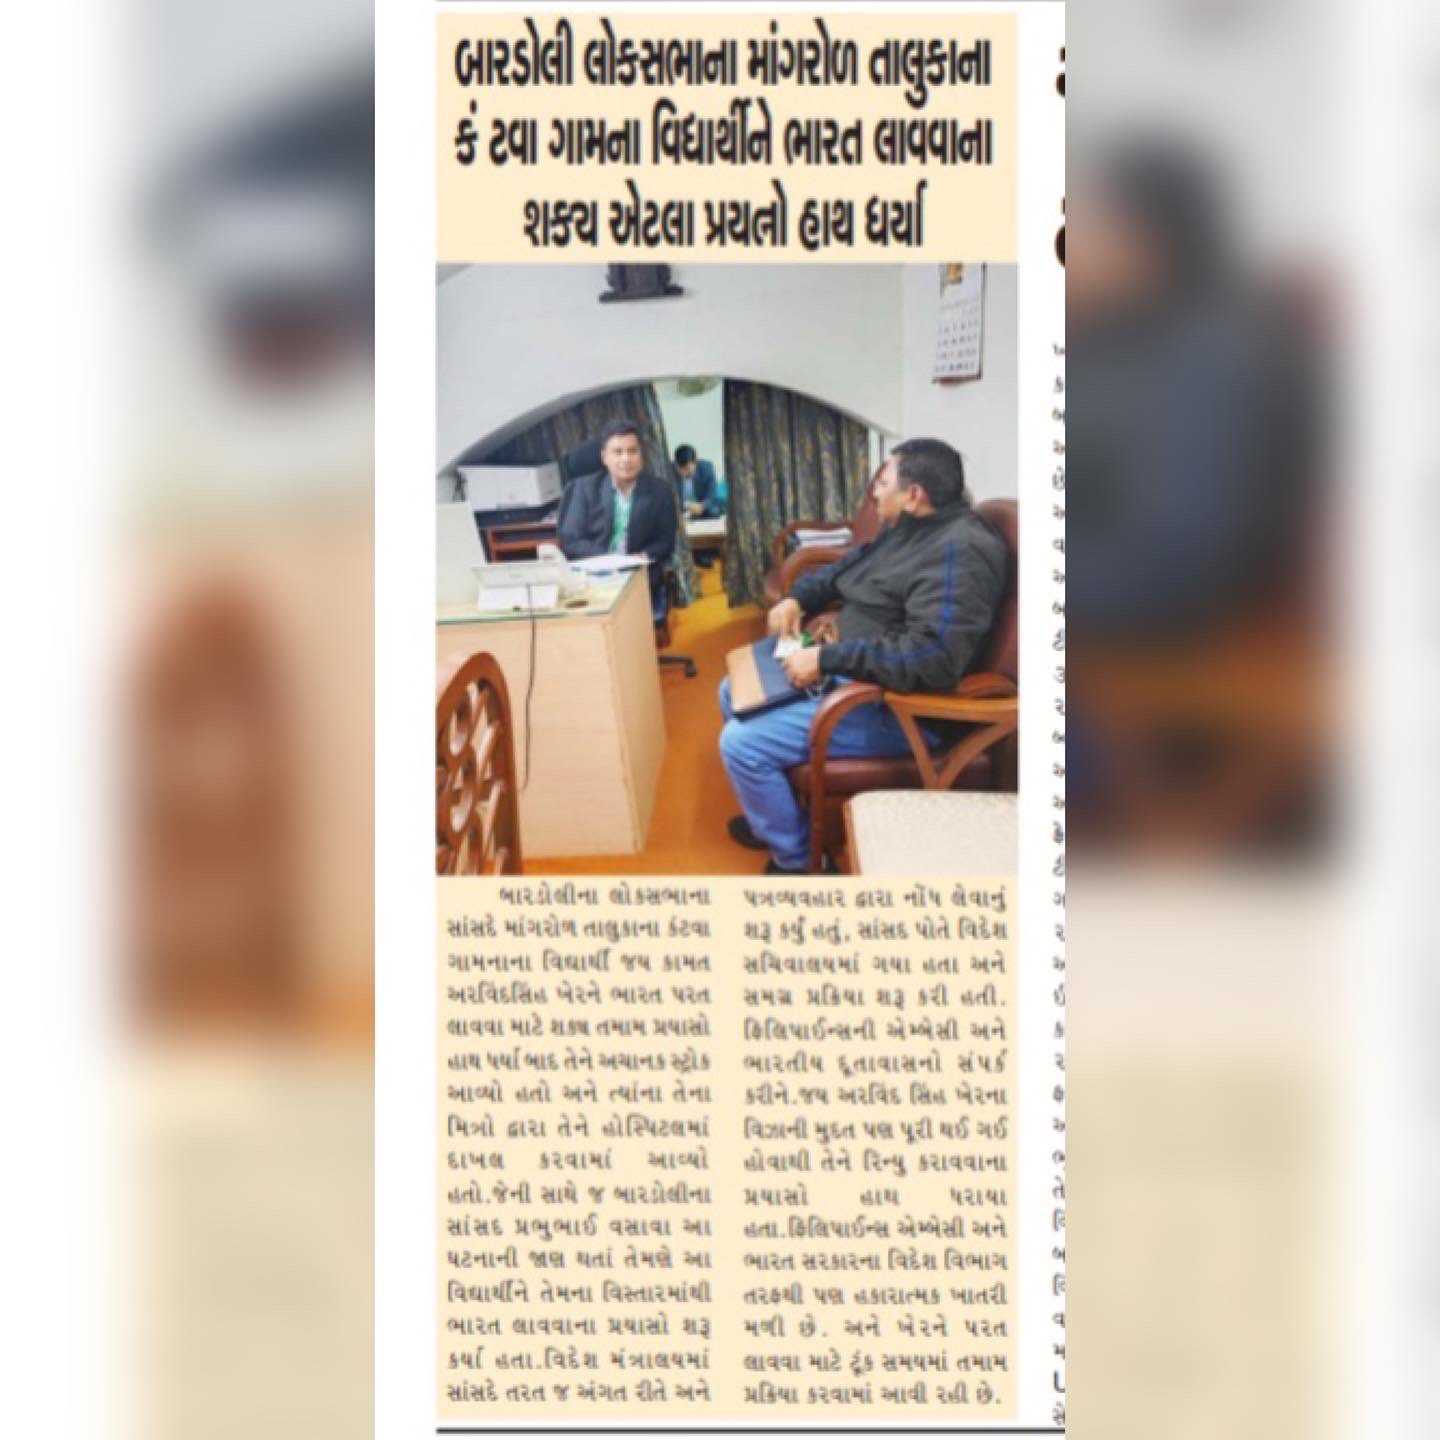 બારડોલી લોકસભાના માંગરોળ તાલુકાના
કં ટવા ગામના વિધાર્થીને ભારત લાવવાના
શક્ય એટલા પ્રયત્નો હાથ ધર્યા
બારડોલીના લોકસભાના
સાંસદે માંગરોળ તાલુકાના કંટવા
ગામનાના વિદ્યાર્થી જય કામત
અરવિંદસિંહ ખેરને ભારત પરત
લાવવા માટે શક્ય તમામ પ્રયાસો
હાથ ધર્યા બાદ તેને અચાનક સ્ટ્રોક
આવ્યો હતો અને ત્યાંના તેના
મિત્રો દ્વારા તેને હોસ્પિટલમાં
દાખલ કરવામાં આવ્યો
હતો.જેની સાથે જ બારડોલીના
સાંસદ પ્રભુભાઈ વસાવા આ
ઘટનાની જાણ થતાં તેમણે આ
વિદ્યાર્થીને તેમના વિસ્તારમાંથી
ભારત લાવવાના પ્રયાસો શરૂ
કર્યા હતા.વિદેશ મંત્રાલયમાં
સાંસદે તરત જ અંગત રીતે અને
પત્રવ્યવહાર દ્વારા નોંધ લેવાનું
શરૂ કર્યું હતું, સાંસદ પોતે વિદેશ
સચિવાલયમાં ગયા હતા અને
સમગ્ર પ્રક્રિયા શરૂ કરી હતી.
ફિલિપાઈન્સની એમ્બેસી અને
ભારતીય દૂતાવાસનો સંપર્ક
કરીને.જય અરવિંદ સિંહ ખેરના
વિઝાની મુદત પણ પૂરી થઈ ગઈ
હોવાથી તેને રિન્યુ કરાવવાના
પ્રયાસો હાથ ધરાયા
હતા.ફિલિપાઈન્સ એમ્બેસી અને
ભારત સરકારના વિદેશ વિભાગ
તરફથી પણ હકારાત્મક ખાતરી
મળી છે. અને ખેરને પરત
લાવવા માટે ટૂંક સમયમાં તમામ
પ્રક્રિયા કરવામાં આવી રહી છે.